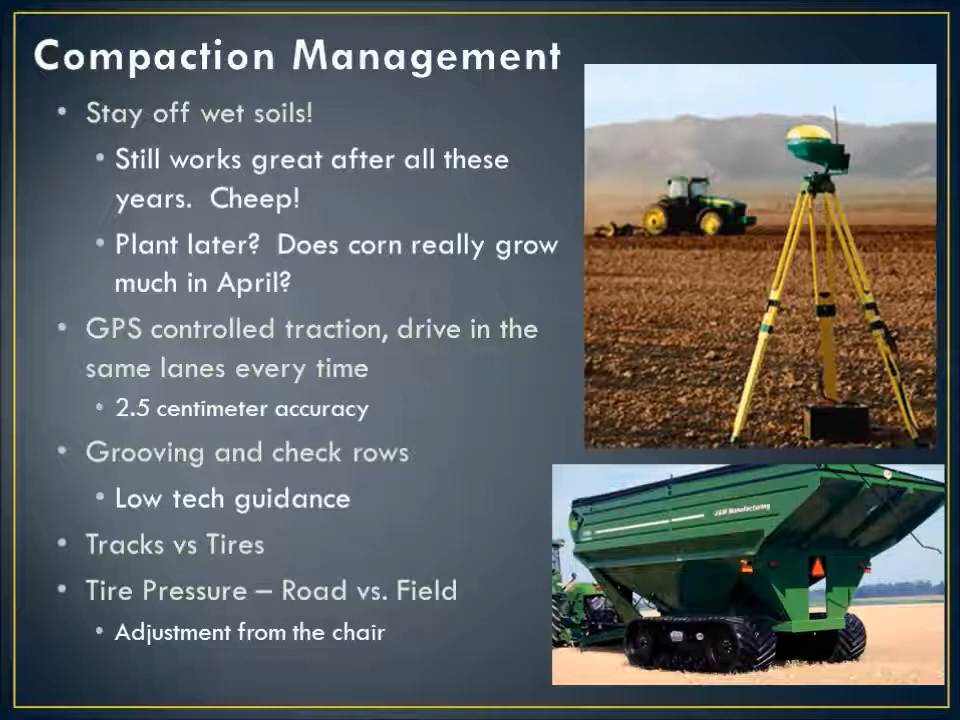 Compaction Management
• Stay off wet soils!
• Still works great after all these
years.  Cheep!
• Plant later?  Does corn really grow
much in April?
• GPS controlled traction, drive in the
same lanes every time
• 2.5 centimeter accuracy
• Grooving and check rows
• Low tech guidance
• Tracks vs Tires
• Tire Pressure – Road vs. Field
• Adjustment from the chair
J&M Manufacturing